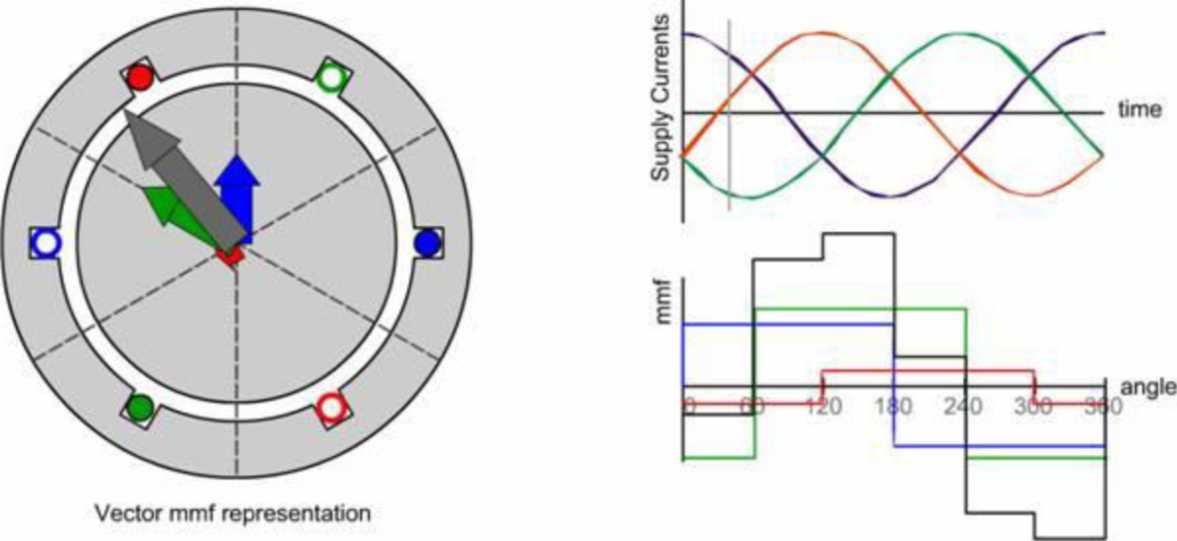 Supply Currents
time
mmf
angle
0 60 120 180 240 300 360
Vector mmf representation